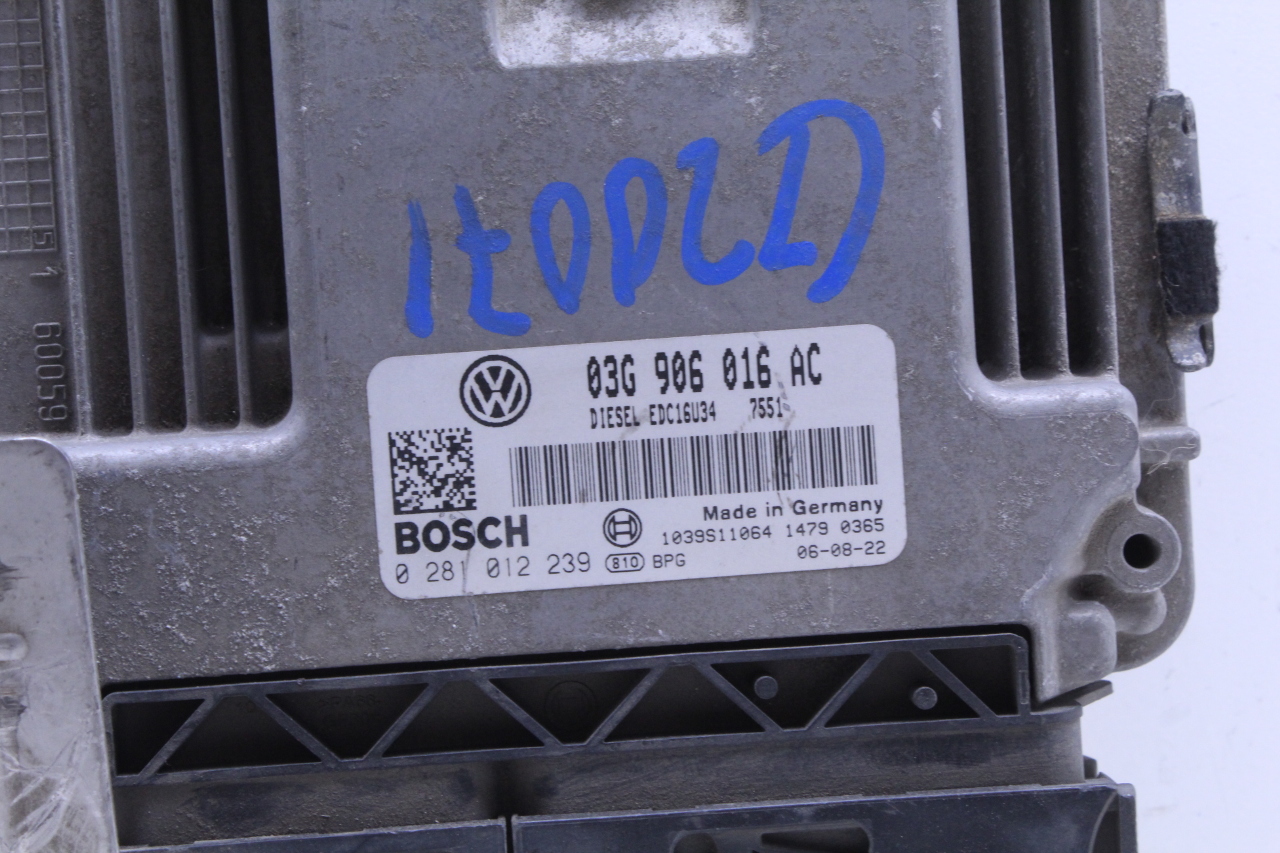 03G 906 016 AC
DIESEL EDC16U34 7551
Made in Germany
BOSCH
1039S11064 1479 0365
0 281 012 239 810 BPG 06-08-22
60059